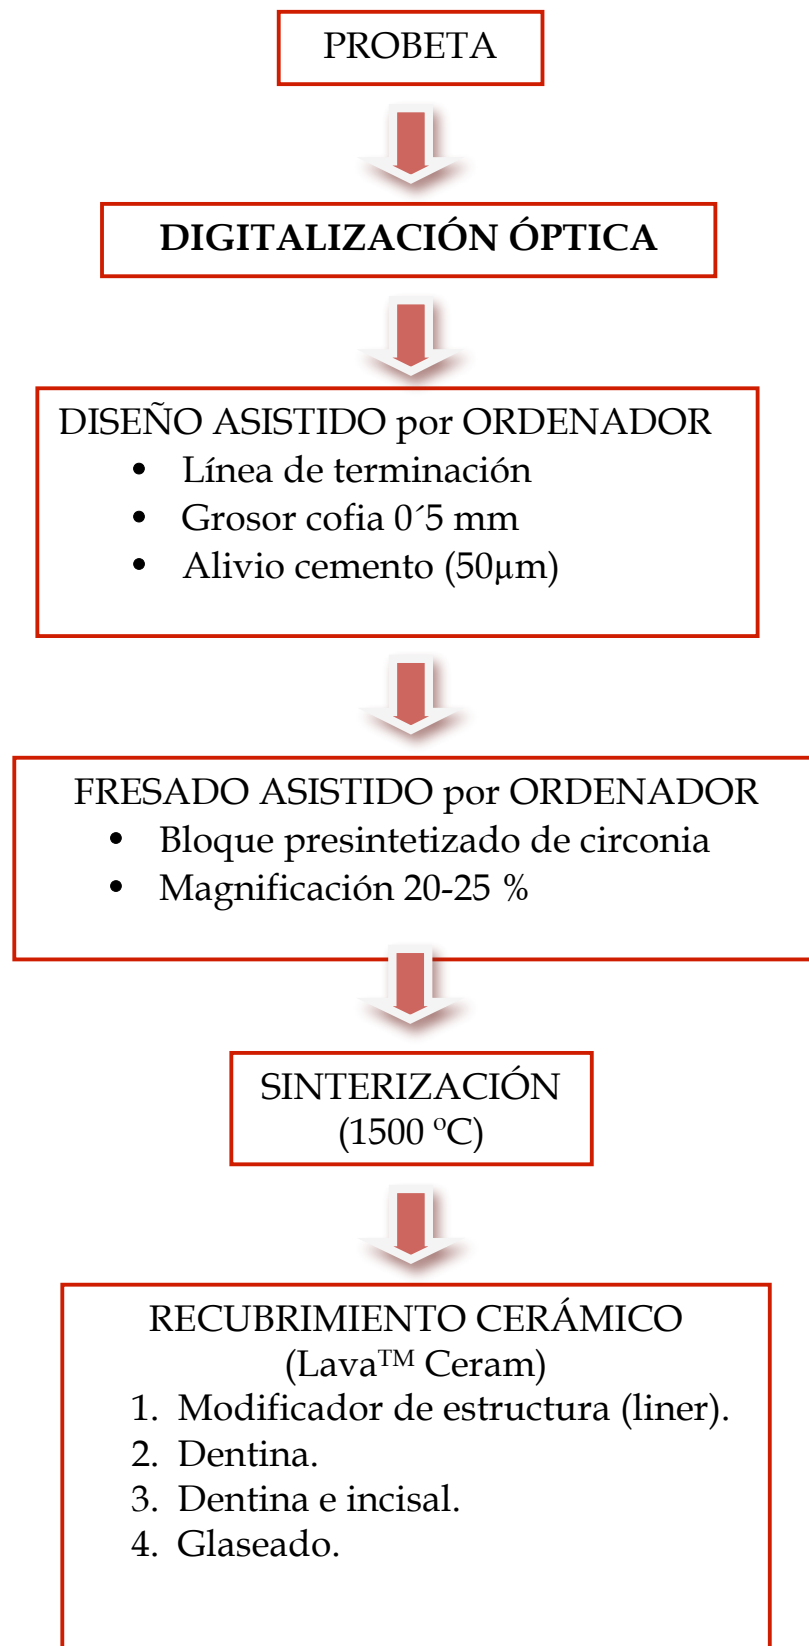 PROBETA
DIGITALIZACIÓN ÓPTICA
DISEÑO ASISTIDO por ORDENADOR
• Línea de terminación
• Grosor cofia 0´5 mm
• Alivio cemento (50µm)
FRESADO ASISTIDO por ORDENADOR
• Bloque presintetizado de circonia
• Magnificación 20-25 %
SINTERIZACIÓN
(1500 ºC)
RECUBRIMIENTO CERÁMICO
(Lava™ Ceram)
1. Modificador de estructura (liner).
2. Dentina.
3. Dentina e incisal.
4. Glaseado.